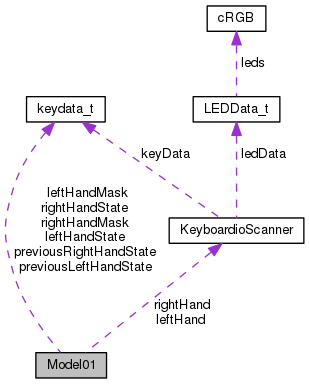 cRGB
leds
keydata_t
LEDData_t
keyData
ledData
leftHandMask
rightHandState
rightHandMask
leftHandState
previousRightHandState
previousLeftHandState
KeyboardioScanner
rightHand
leftHand
Model01